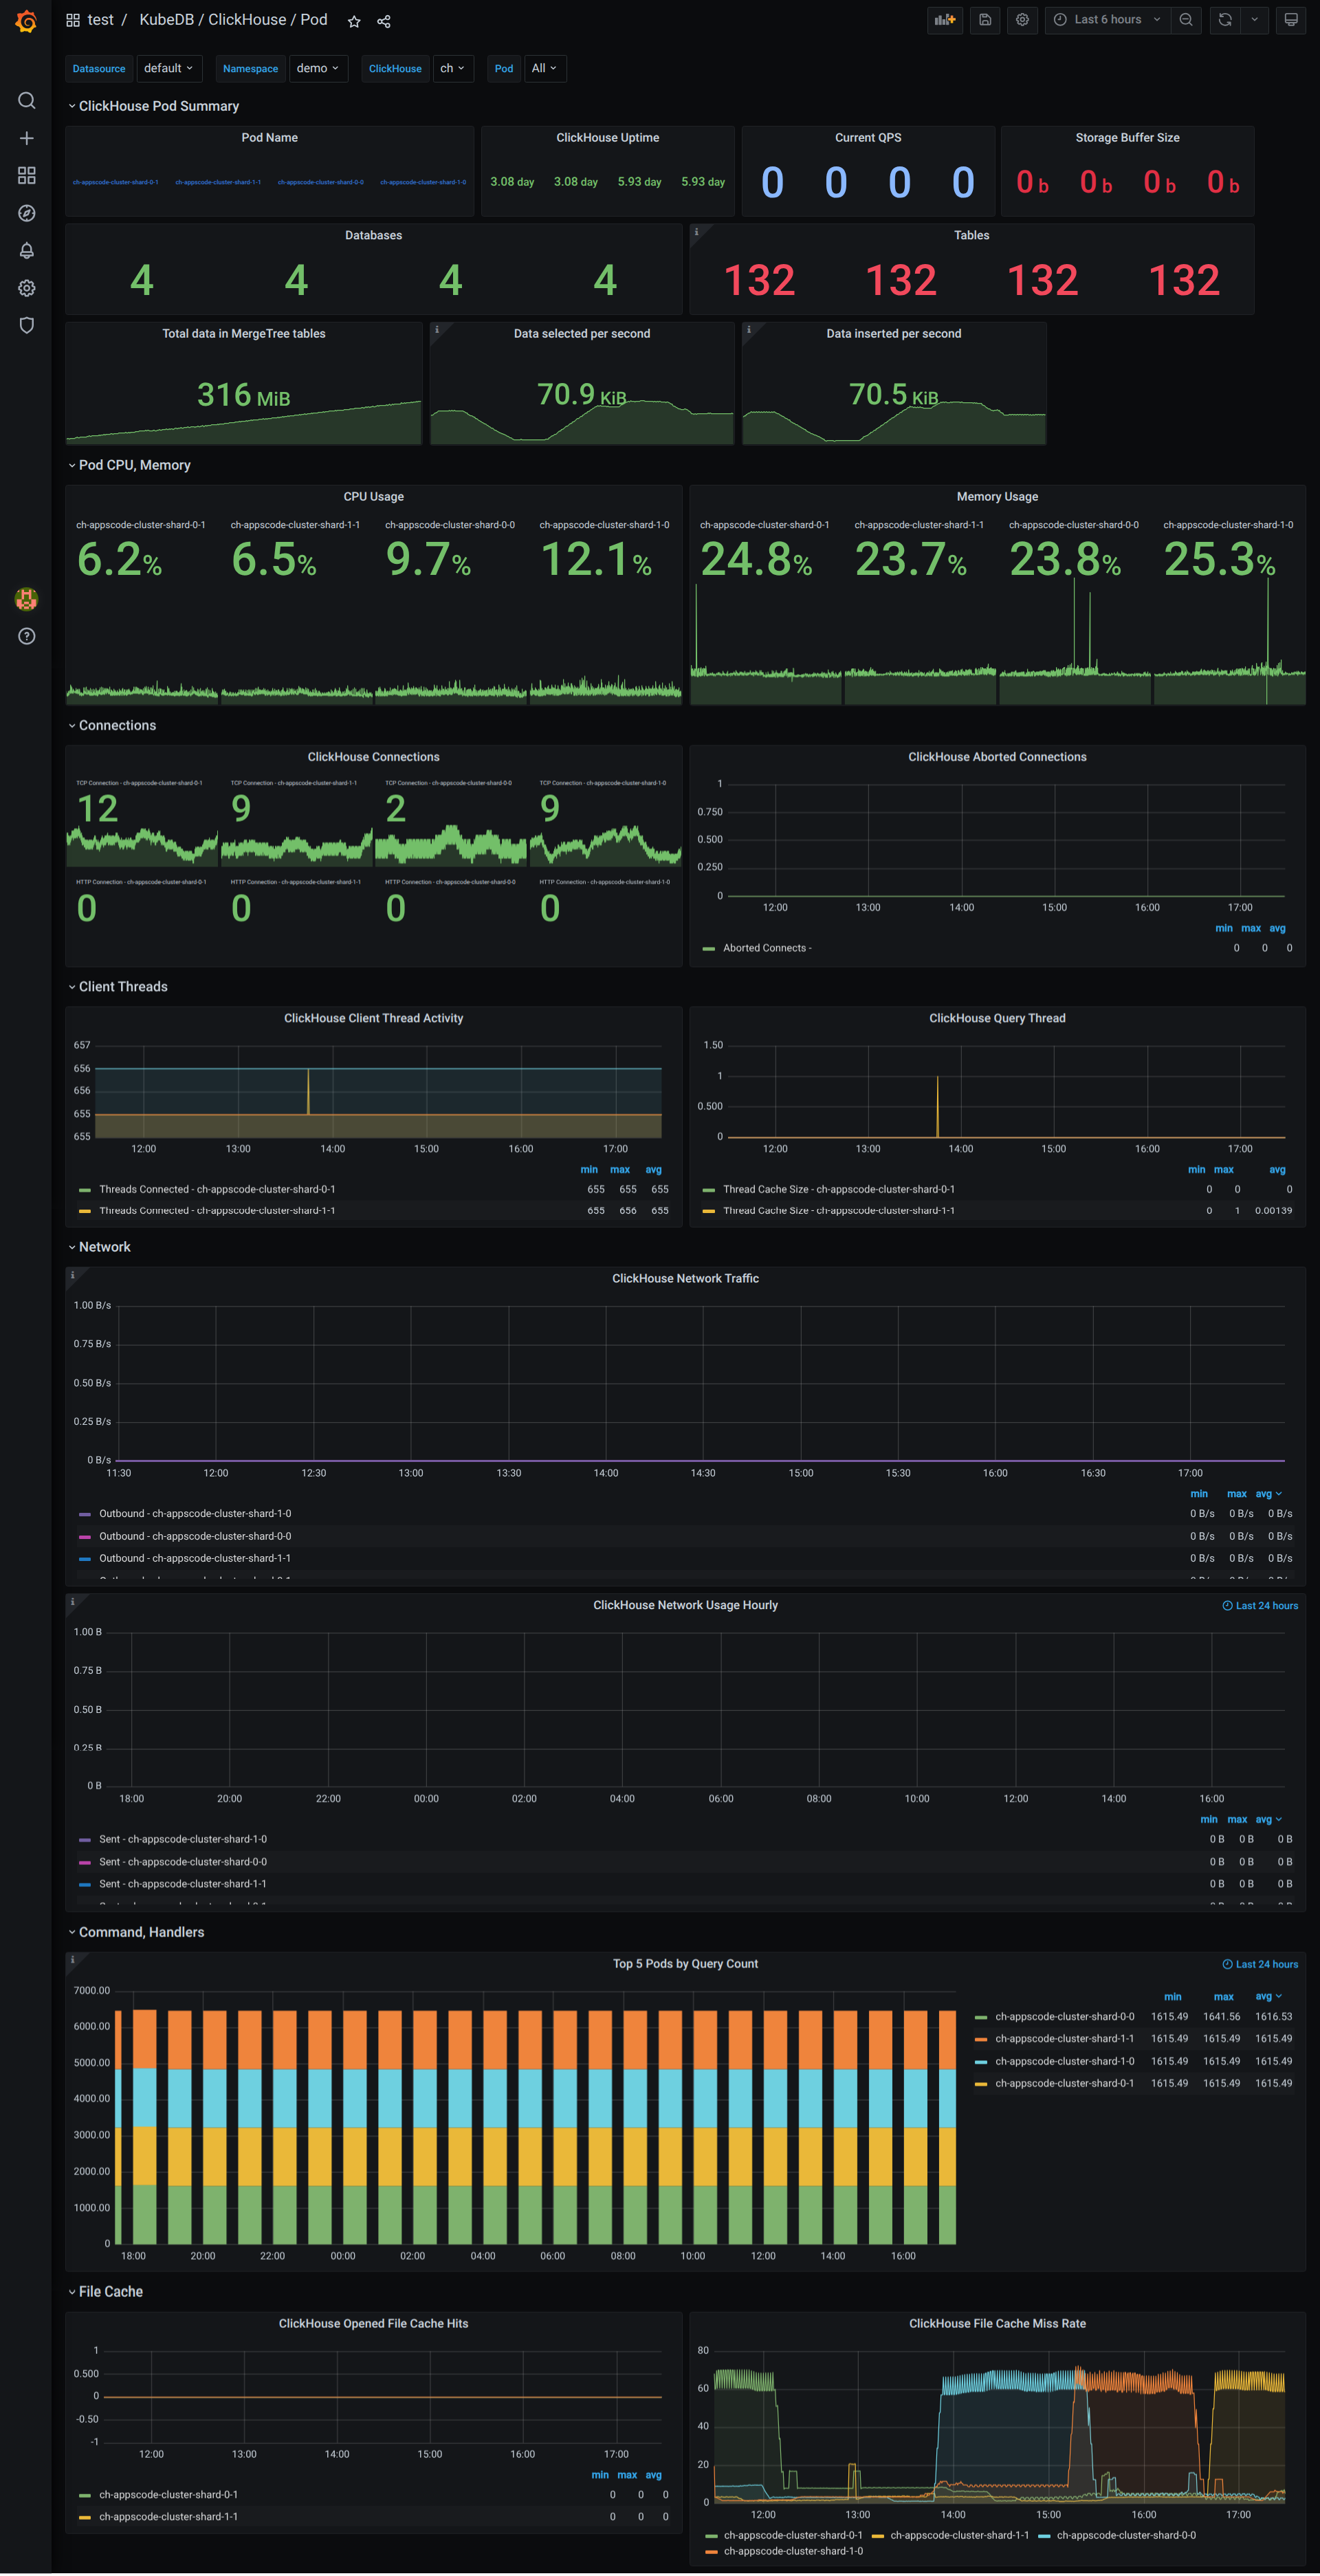 test / KubeDB / ClickHouse / Pod
Last 6 hours
Datasource default Namespace demo ClickHouse ch Pod All
ClickHouse Pod Summary
Pod Name
ch-appscode-cluster-shard-0-1 ch-appscode-cluster-shard-1-1 ch-appscode-cluster-shard-0-0 ch-appscode-cluster-shard-1-0
ClickHouse Uptime
3.08 day 3.08 day 5.93 day 5.93 day
Current QPS
0 0 0 0
Storage Buffer Size
0 b 0 b 0 b 0 b
Databases
4 4 4 4
Tables
132 132 132 132
Total data in MergeTree tables
316 MiB
Data selected per second
70.9 KiB
Data inserted per second
70.5 KiB
Pod CPU, Memory
CPU Usage
ch-appscode-cluster-shard-0-1 ch-appscode-cluster-shard-1-1 ch-appscode-cluster-shard-0-0 ch-appscode-cluster-shard-1-0
6.2% 6.5% 9.7% 12.1%
Memory Usage
ch-appscode-cluster-shard-0-1 ch-appscode-cluster-shard-1-1 ch-appscode-cluster-shard-0-0 ch-appscode-cluster-shard-1-0
24.8% 23.7% 23.8% 25.3%
Connections
ClickHouse Connections
TCP Connection - ch-appscode-cluster-shard-0-1 TCP Connection - ch-appscode-cluster-shard-1-1 TCP Connection - ch-appscode-cluster-shard-0-0 TCP Connection - ch-appscode-cluster-shard-1-0
12 9 2 9
HTTP Connection - ch-appscode-cluster-shard-0-1 HTTP Connection - ch-appscode-cluster-shard-1-1 HTTP Connection - ch-appscode-cluster-shard-0-0 HTTP Connection - ch-appscode-cluster-shard-1-0
0 0 0 0
ClickHouse Aborted Connections
1
0.750
0.500
0.250
0
12:00 13:00 14:00 15:00 16:00 17:00
min max avg
Aborted Connects - 0 0 0
Client Threads
ClickHouse Client Thread Activity
657
656
656
655
655
12:00 13:00 14:00 15:00 16:00 17:00
min max avg
Threads Connected - ch-appscode-cluster-shard-0-1 655 655 655
Threads Connected - ch-appscode-cluster-shard-1-1 655 656 655
ClickHouse Query Thread
1.50
1
0.500
0
12:00 13:00 14:00 15:00 16:00 17:00
min max avg
Thread Cache Size - ch-appscode-cluster-shard-0-1 0 0 0
Thread Cache Size - ch-appscode-cluster-shard-1-1 0 1 0.00139
Network
ClickHouse Network Traffic
1.00 B/s
0.75 B/s
0.50 B/s
0.25 B/s
0 B/s
11:30 12:00 12:30 13:00 13:30 14:00 14:30 15:00 15:30 16:00 16:30 17:00
min max avg
Outbound - ch-appscode-cluster-shard-1-0 0 B/s 0 B/s 0 B/s
Outbound - ch-appscode-cluster-shard-0-0 0 B/s 0 B/s 0 B/s
Outbound - ch-appscode-cluster-shard-1-1 0 B/s 0 B/s 0 B/s
ClickHouse Network Usage Hourly
Last 24 hours
1.00 B
0.75 B
0.50 B
0.25 B
0 B
18:00 20:00 22:00 00:00 02:00 04:00 06:00 08:00 10:00 12:00 14:00 16:00
min max avg
Sent - ch-appscode-cluster-shard-1-0 0 B 0 B 0 B
Sent - ch-appscode-cluster-shard-0-0 0 B 0 B 0 B
Sent - ch-appscode-cluster-shard-1-1 0 B 0 B 0 B
Command, Handlers
Top 5 Pods by Query Count
Last 24 hours
7000.00
6000.00
5000.00
4000.00
3000.00
2000.00
1000.00
0
18:00 20:00 22:00 00:00 02:00 04:00 06:00 08:00 10:00 12:00 14:00 16:00
min max avg
ch-appscode-cluster-shard-0-0 1615.49 1641.56 1616.53
ch-appscode-cluster-shard-1-1 1615.49 1615.49 1615.49
ch-appscode-cluster-shard-1-0 1615.49 1615.49 1615.49
ch-appscode-cluster-shard-0-1 1615.49 1615.49 1615.49
File Cache
ClickHouse Opened File Cache Hits
1
0.500
0
-0.50
-1
12:00 13:00 14:00 15:00 16:00 17:00
min max avg
ch-appscode-cluster-shard-0-1 0 0 0
ch-appscode-cluster-shard-1-1 0 0 0
ClickHouse File Cache Miss Rate
80
60
40
20
0
12:00 13:00 14:00 15:00 16:00 17:00
ch-appscode-cluster-shard-0-1 ch-appscode-cluster-shard-1-1 ch-appscode-cluster-shard-0-0
ch-appscode-cluster-shard-1-0